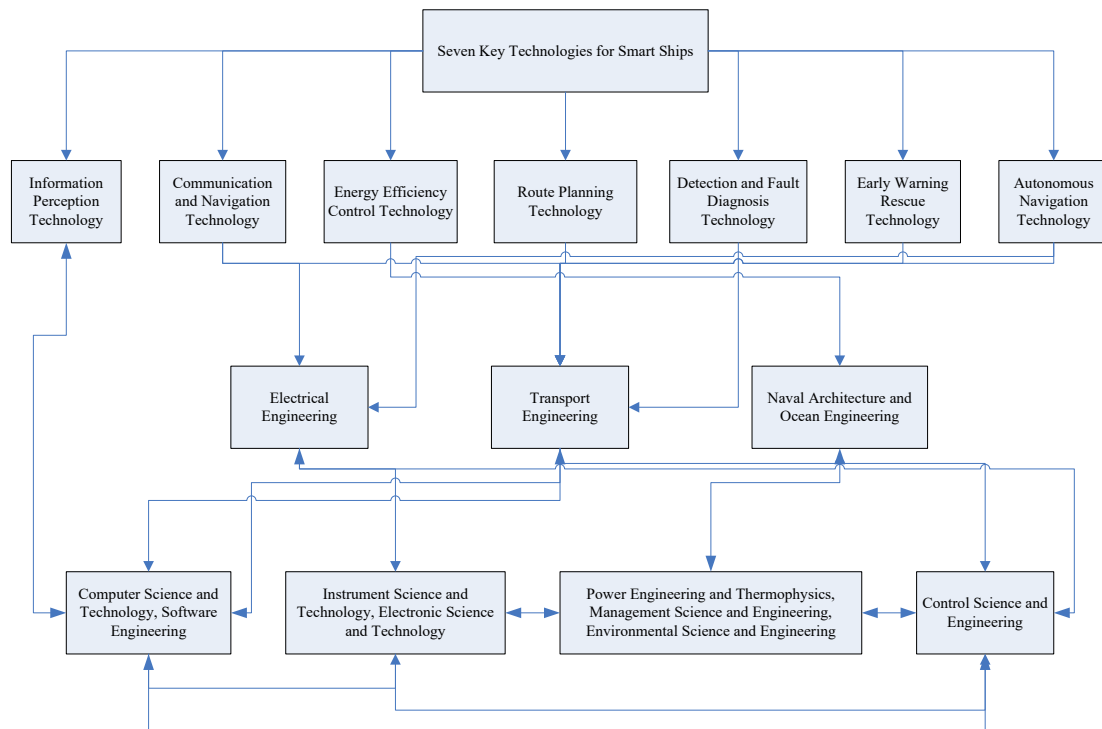 Seven Key Technologies for Smart Ships
Information
Perception
Technology
Communication
and Navigation
Technology
Energy Efficiency
Control Technology
Route Planning
Technology
Detection and Fault
Diagnosis
Technology
Early Warning
Rescue
Technology
Autonomous
Navigation
Technology
Electrical
Engineering
Transport
Engineering
Naval Architecture and
Ocean Engineering
Computer Science and
Technology, Software
Engineering
Instrument Science and
Technology, Electronic Science
and Technology
Power Engineering and Thermophysics,
Management Science and Engineering,
Environmental Science and Engineering
Control Science and
Engineering